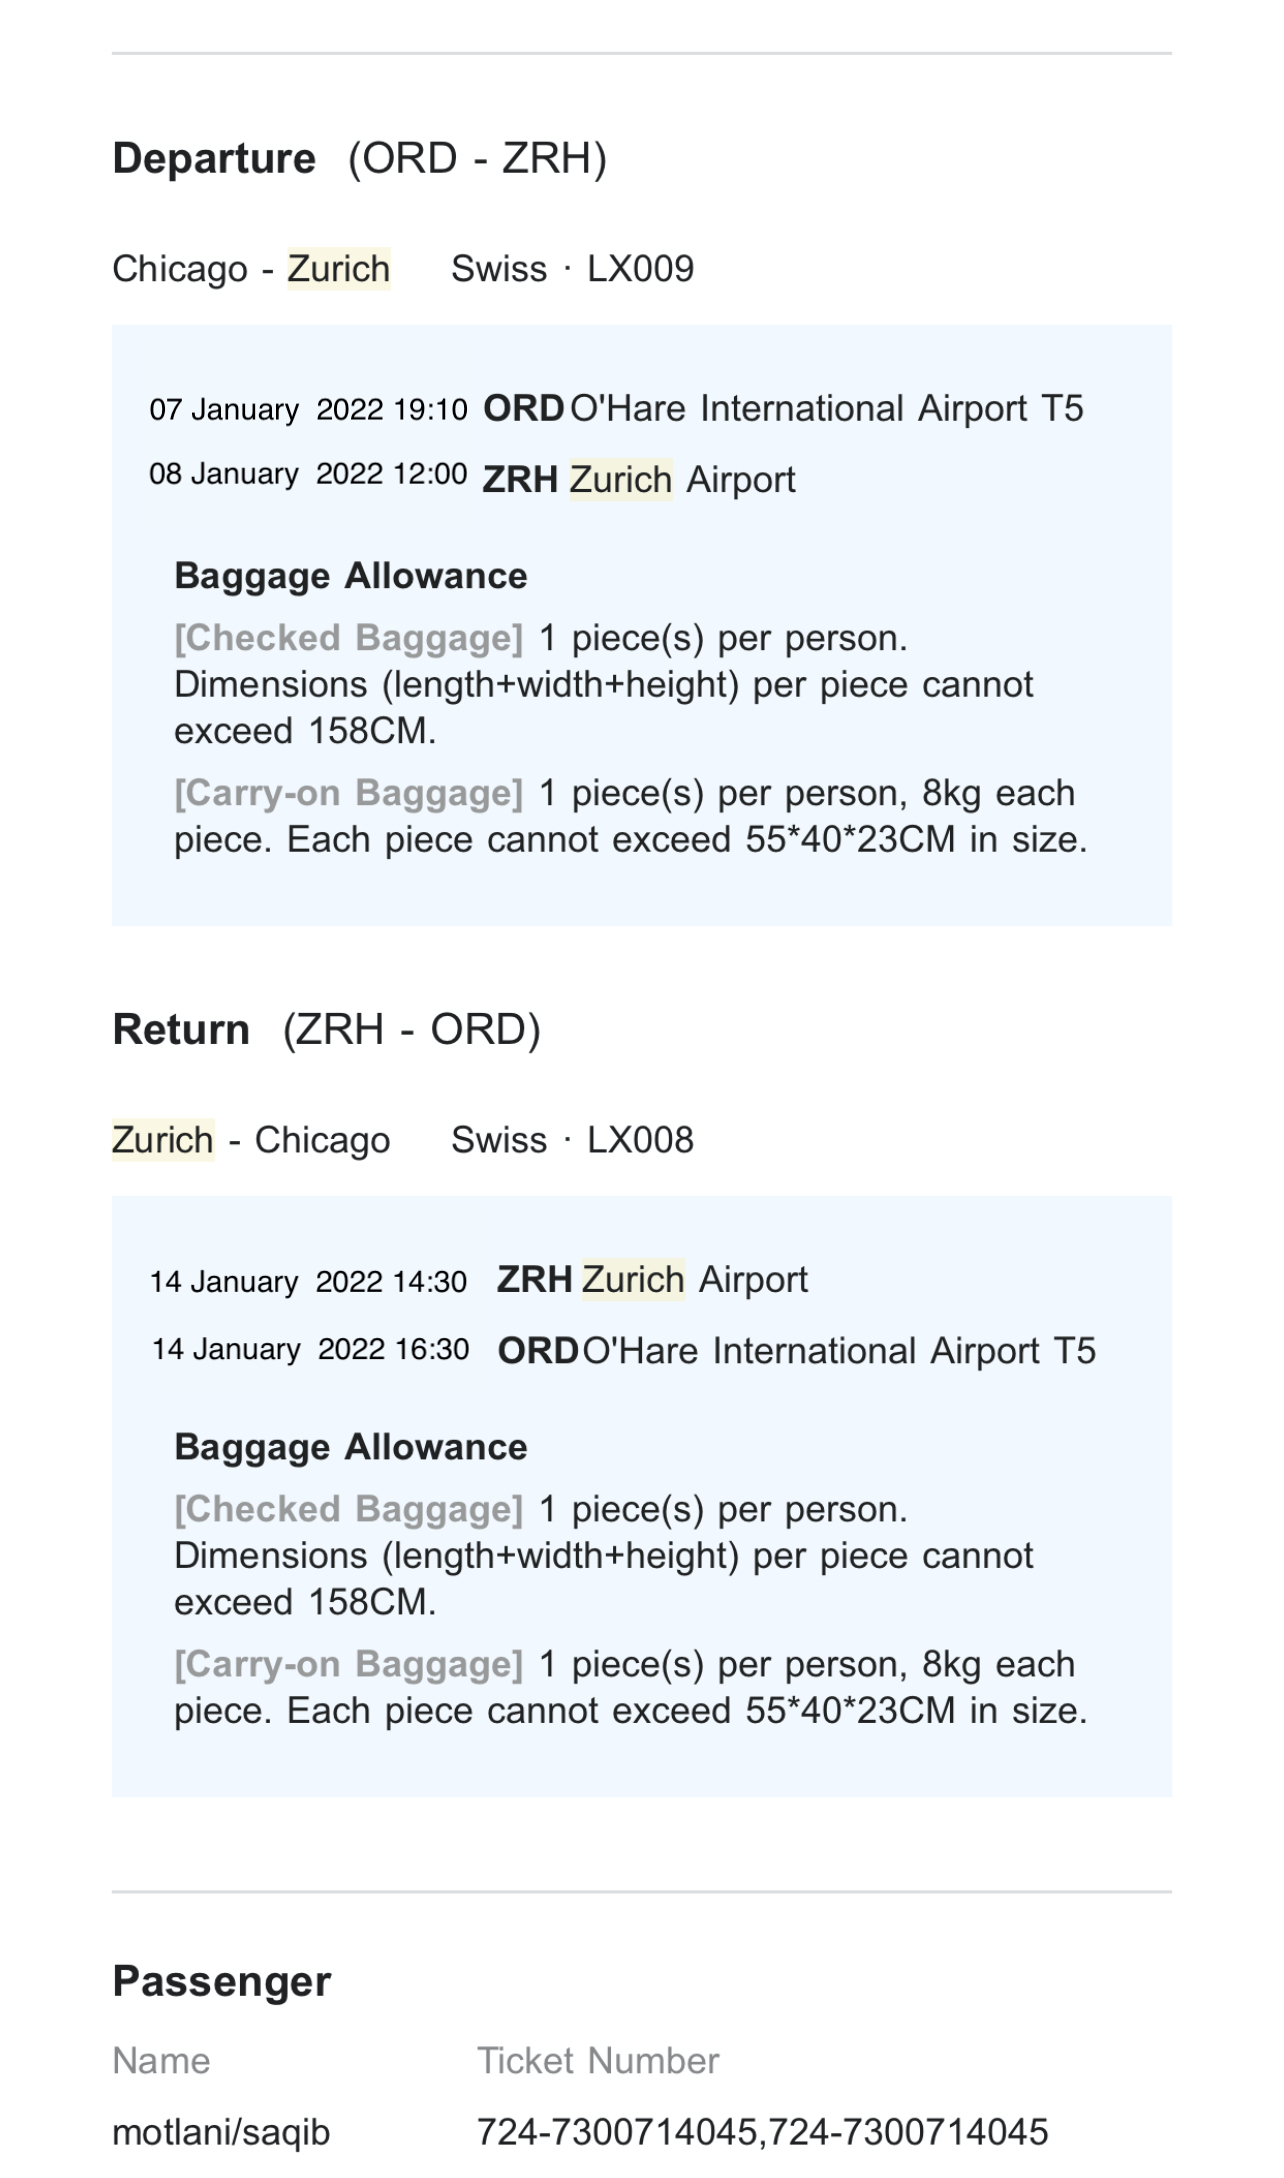 Departure (ORD - ZRH)
Chicago - Zurich Swiss · LX009
07 January 2022 19:10 ORD O'Hare International Airport T5
08 January 2022 12:00 ZRH Zurich Airport
Baggage Allowance
[Checked Baggage] 1 piece(s) per person.
Dimensions (length+width+height) per piece cannot
exceed 158CM.
[Carry-on Baggage] 1 piece(s) per person, 8kg each
piece. Each piece cannot exceed 55*40*23CM in size.
Return (ZRH - ORD)
Zurich - Chicago Swiss · LX008
14 January 2022 14:30 ZRH Zurich Airport
14 January 2022 16:30 ORD O'Hare International Airport T5
Baggage Allowance
[Checked Baggage] 1 piece(s) per person.
Dimensions (length+width+height) per piece cannot
exceed 158CM.
[Carry-on Baggage] 1 piece(s) per person, 8kg each
piece. Each piece cannot exceed 55*40*23CM in size.
Passenger
Name Ticket Number
motlani/saqib 724-7300714045,724-7300714045